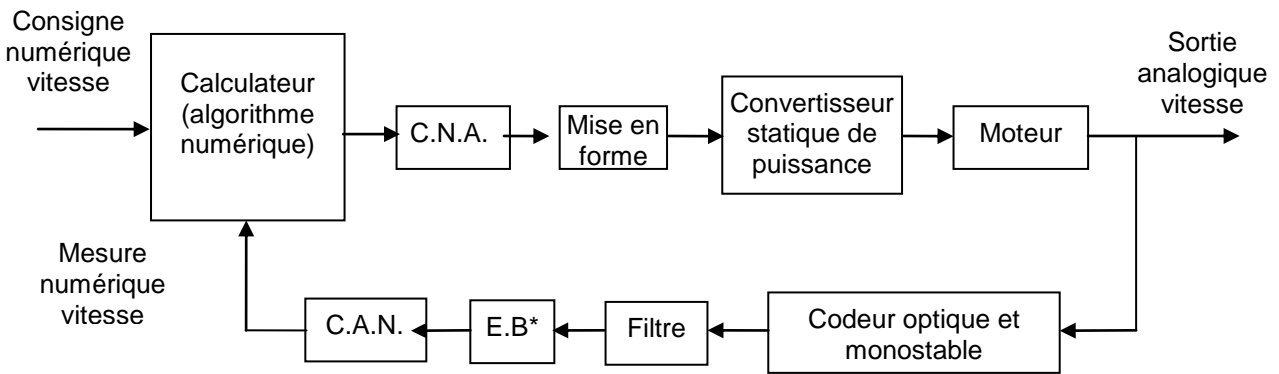 Consigne
numérique
vitesse
Calculateur
(algorithme
numérique)
C.N.A.
Mise en
forme
Convertisseur
statique de
puissance
Moteur
Sortie
analogique
vitesse
Mesure
numérique
vitesse
C.A.N.
E.B*
Filtre
Codeur optique et
monostable